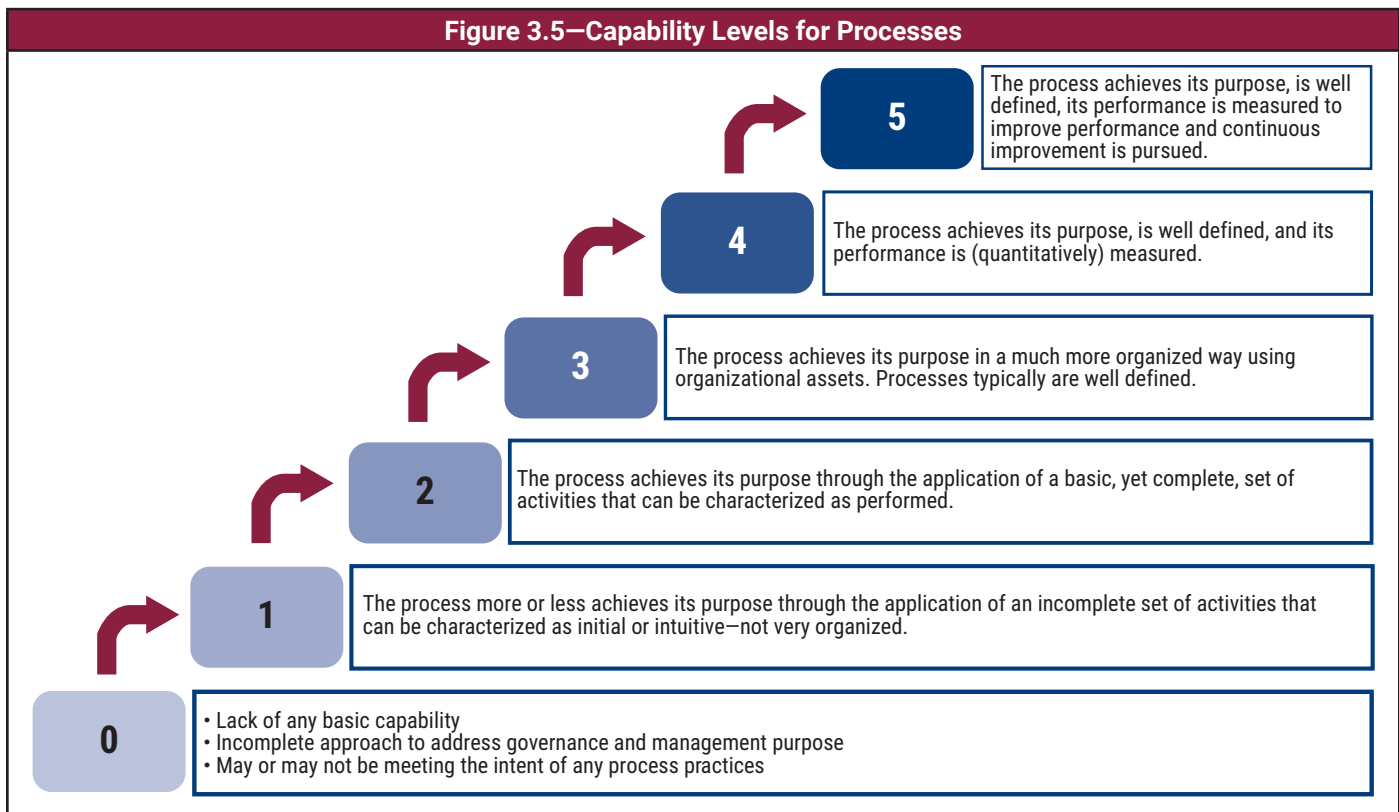 Figure 3.5—Capability Levels for Processes
5
The process achieves its purpose, is well
defined, its performance is measured to
improve performance and continuous
improvement is pursued.
4
The process achieves its purpose, is well defined, and its
performance is (quantitatively) measured.
3
The process achieves its purpose in a much more organized way using
organizational assets. Processes typically are well defined.
2
The process achieves its purpose through the application of a basic, yet complete, set of
activities that can be characterized as performed.
1
The process more or less achieves its purpose through the application of an incomplete set of activities that
can be characterized as initial or intuitive—not very organized.
0
• Lack of any basic capability
• Incomplete approach to address governance and management purpose
• May or may not be meeting the intent of any process practices